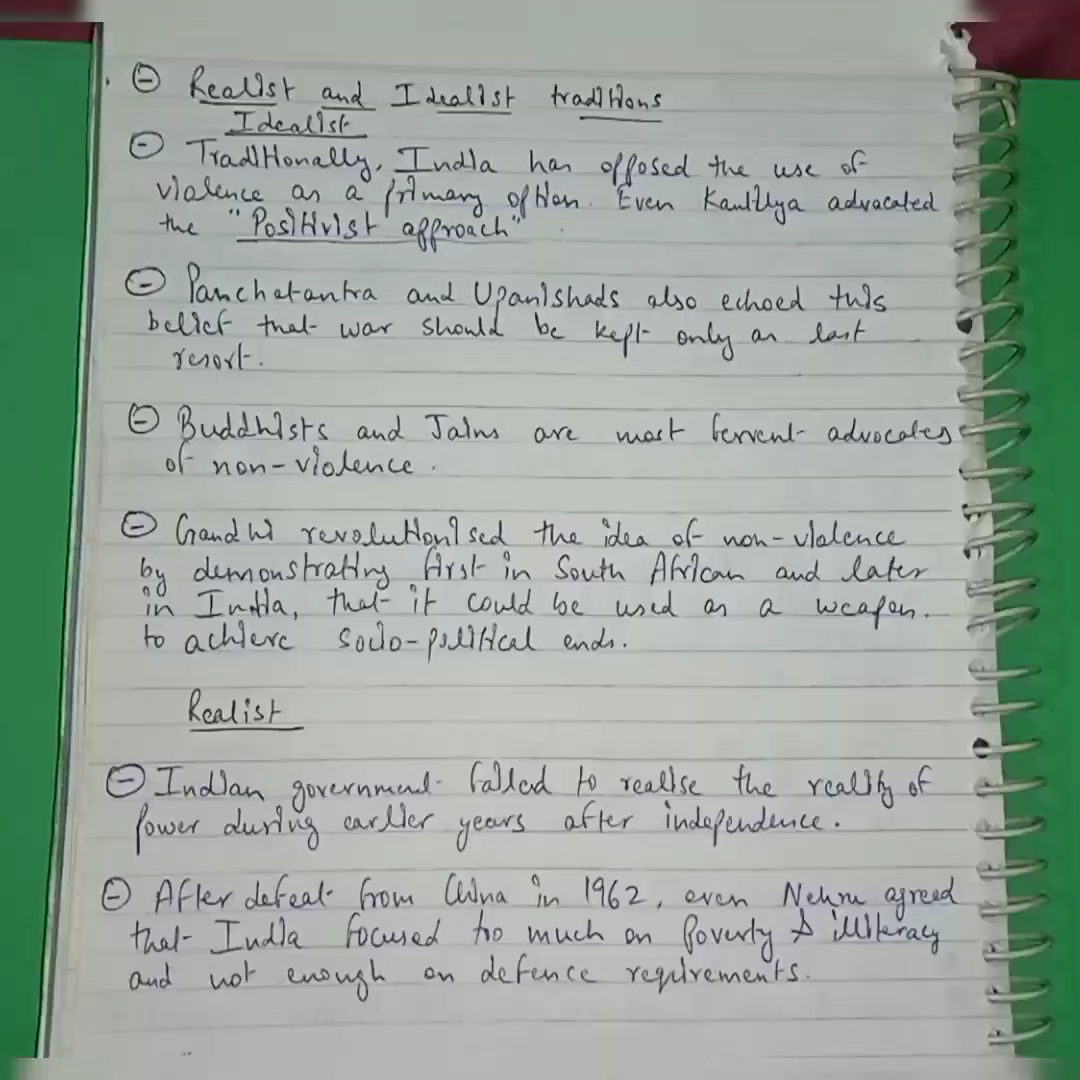 Realist and Idealist traditions
Idealist
Traditionally, India has opposed the use of
violence as a primary option. Even Kautilya advocated
the "Positivist approach"
Panchatantra and Upanishads also echoed this
belief that war should be kept only as last
resort.
Buddhists and Jains are most fervent advocates
of non-violence.
Gandhi revolutionised the idea of non-violence
by demonstrating first in South African and later
in India, that it could be used as a weapon.
to achieve socio-political ends.
Realist
Indian government failed to realise the reality of
power during earlier years after independence.
After defeat from China in 1962, even Nehru agreed
that India focused too much on Poverty & illiteracy
and not enough on defence requirements.